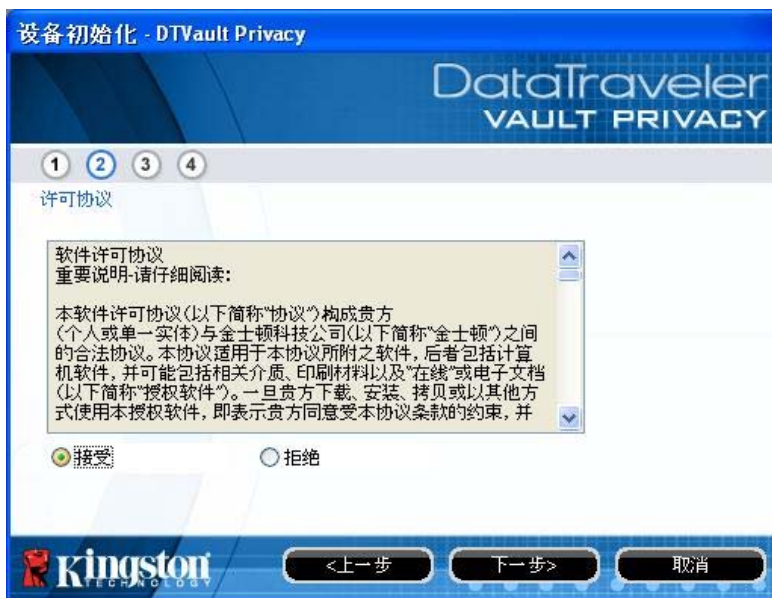 设备初始化 - DTVault Privacy
DataTraveler
VAULT PRIVACY
1 2 3 4
许可协议
软件许可协议
重要说明-请仔细阅读:
本软件许可协议(以下简称“协议”)构成贵方
(个人或单一实体)与金士顿科技公司(以下简称“金士顿”)之间
的合法协议。本协议适用于本协议所附之软件, 后者包括计算
机软件, 并可能包括相关介质、印刷材料以及“在线”或电子文档
(以下简称“授权软件”)。一旦贵方下载、安装、拷贝或以其他方
式使用本授权软件, 即表示贵方同意受本协议条款的约束, 并
接受 拒绝
Kingston
TECHNOLOGY
<上一步 下一步> 取消